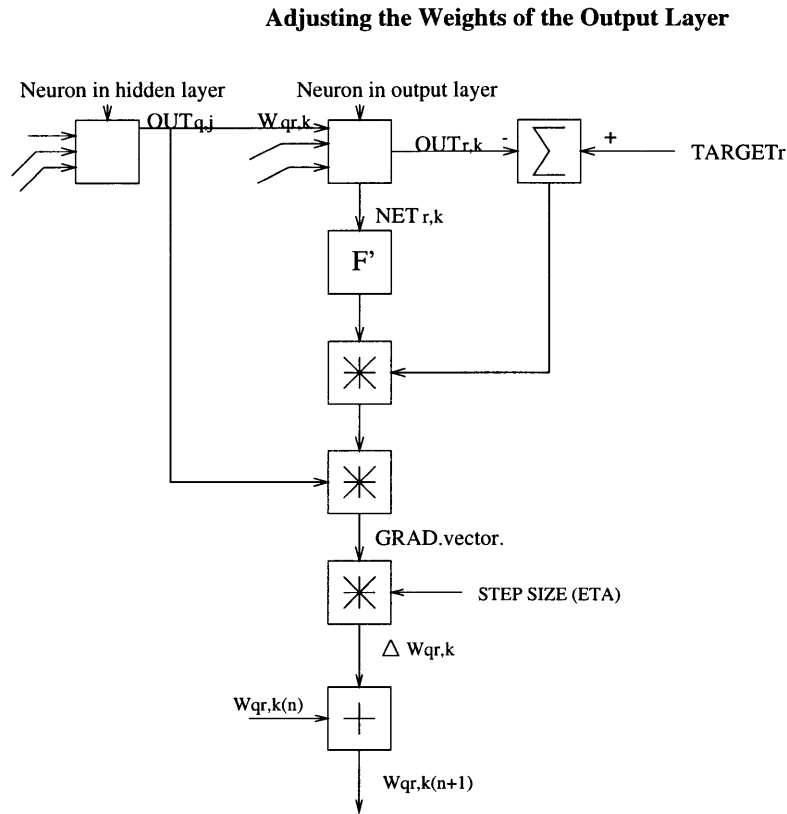 Adjusting the Weights of the Output Layer
Neuron in hidden layer
Neuron in output layer
OUTq,j
Wqr,k
OUTr,k
-
+
TARGETr
NETr,k
F'
GRAD.vector.
STEP SIZE (ETA)
Δ Wqr,k
Wqr,k(n)
Wqr,k(n+1)